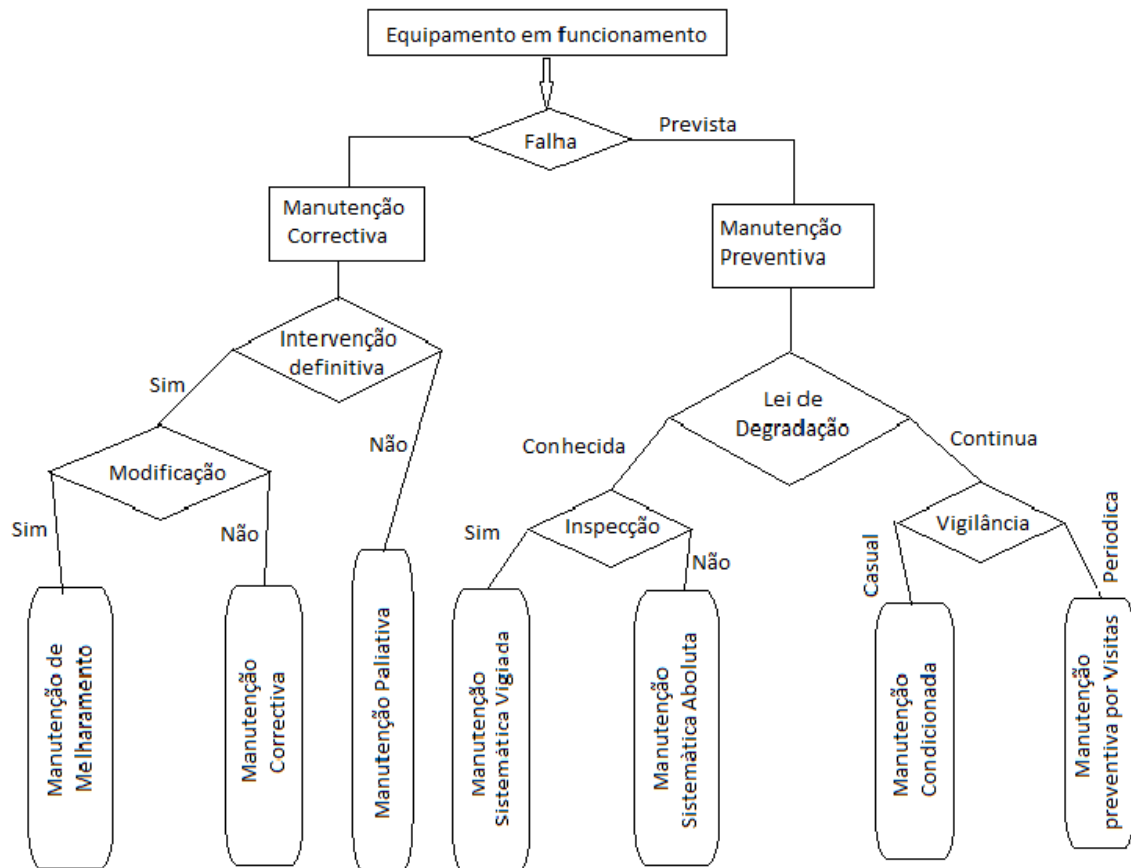 Equipamento em funcionamento
Falha
Prevista
Manutenção
Correctiva
Manutenção
Preventiva
Intervenção
definitiva
Sim
Não
Lei de
Degradação
Conhecida
Continua
Modificação
Sim
Não
Inspecção
Sim
Não
Vigilância
Casual
Periodica
Manutenção de
Melharamento
Manutenção
Correctiva
Manutenção Paliativa
Manutenção
Sistemàtica Vigiada
Manutenção
Sistemàtica Aboluta
Manutenção
Condicionada
Manutenção
preventiva por Visitas